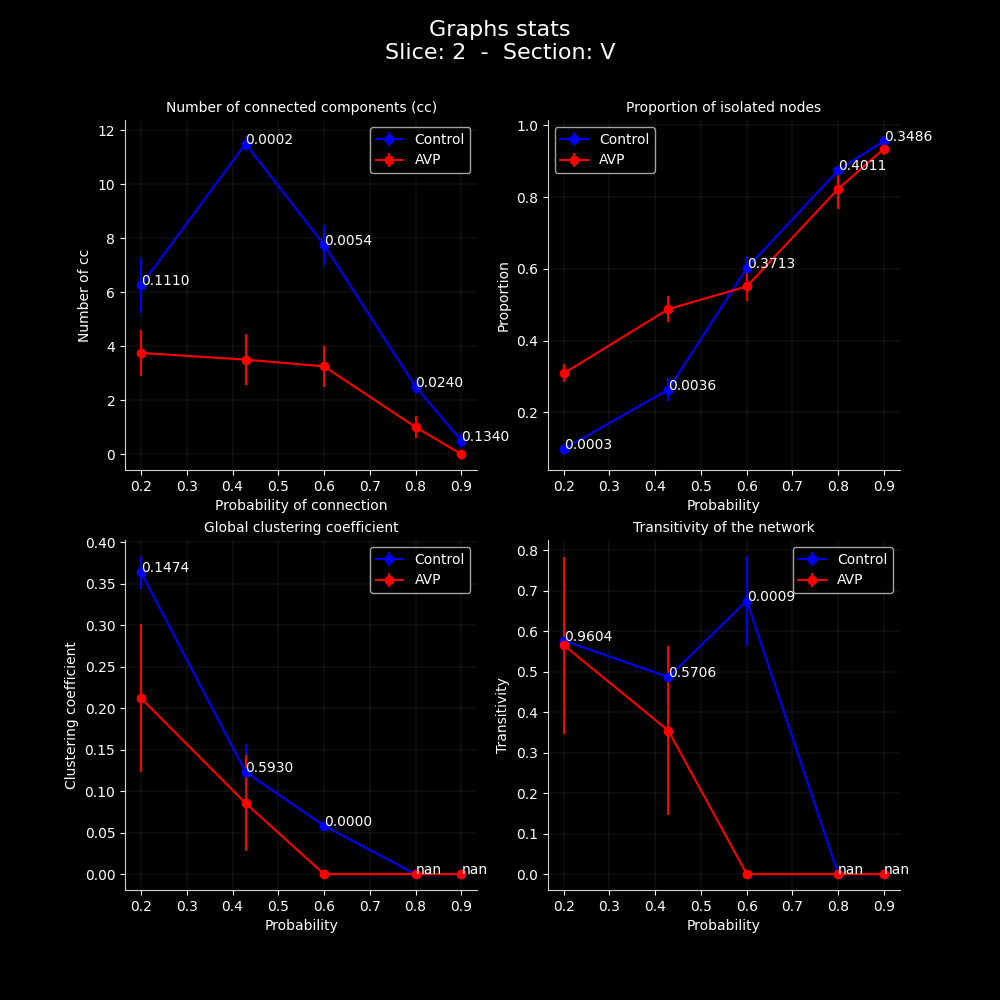 Graphs stats
Slice: 2 - Section: V
Number of connected components (cc)
Control
AVP
12
10
8
6
4
2
0
Number of cc
0.1110
0.0002
0.0054
0.0240
0.1340
0.2 0.3 0.4 0.5 0.6 0.7 0.8 0.9
Probability of connection
Proportion of isolated nodes
Control
AVP
1.0
0.8
0.6
0.4
0.2
Proportion
0.0003
0.0036
0.3713
0.4011
0.3486
0.2 0.3 0.4 0.5 0.6 0.7 0.8 0.9
Probability
Global clustering coefficient
Control
AVP
0.40
0.35
0.30
0.25
0.20
0.15
0.10
0.05
0.00
Clustering coefficient
0.1474
0.5930
0.0000
nan
nan
0.2 0.3 0.4 0.5 0.6 0.7 0.8 0.9
Probability
Transitivity of the network
Control
AVP
0.8
0.7
0.6
0.5
0.4
0.3
0.2
0.1
0.0
Transitivity
0.9604
0.5706
0.0009
nan
nan
0.2 0.3 0.4 0.5 0.6 0.7 0.8 0.9
Probability